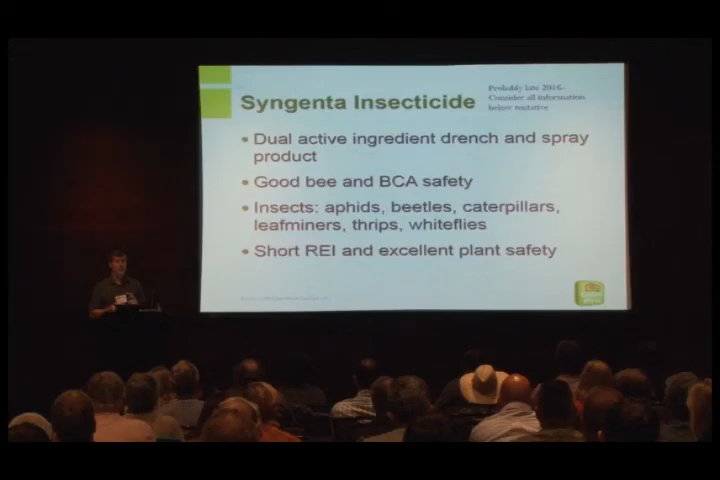 Syngenta Insecticide
Probably late 2016-
Consider all information
below tentative
• Dual active ingredient drench and spray
product
• Good bee and BCA safety
• Insects: aphids, beetles, caterpillars,
leafminers, thrips, whiteflies
• Short REI and excellent plant safety